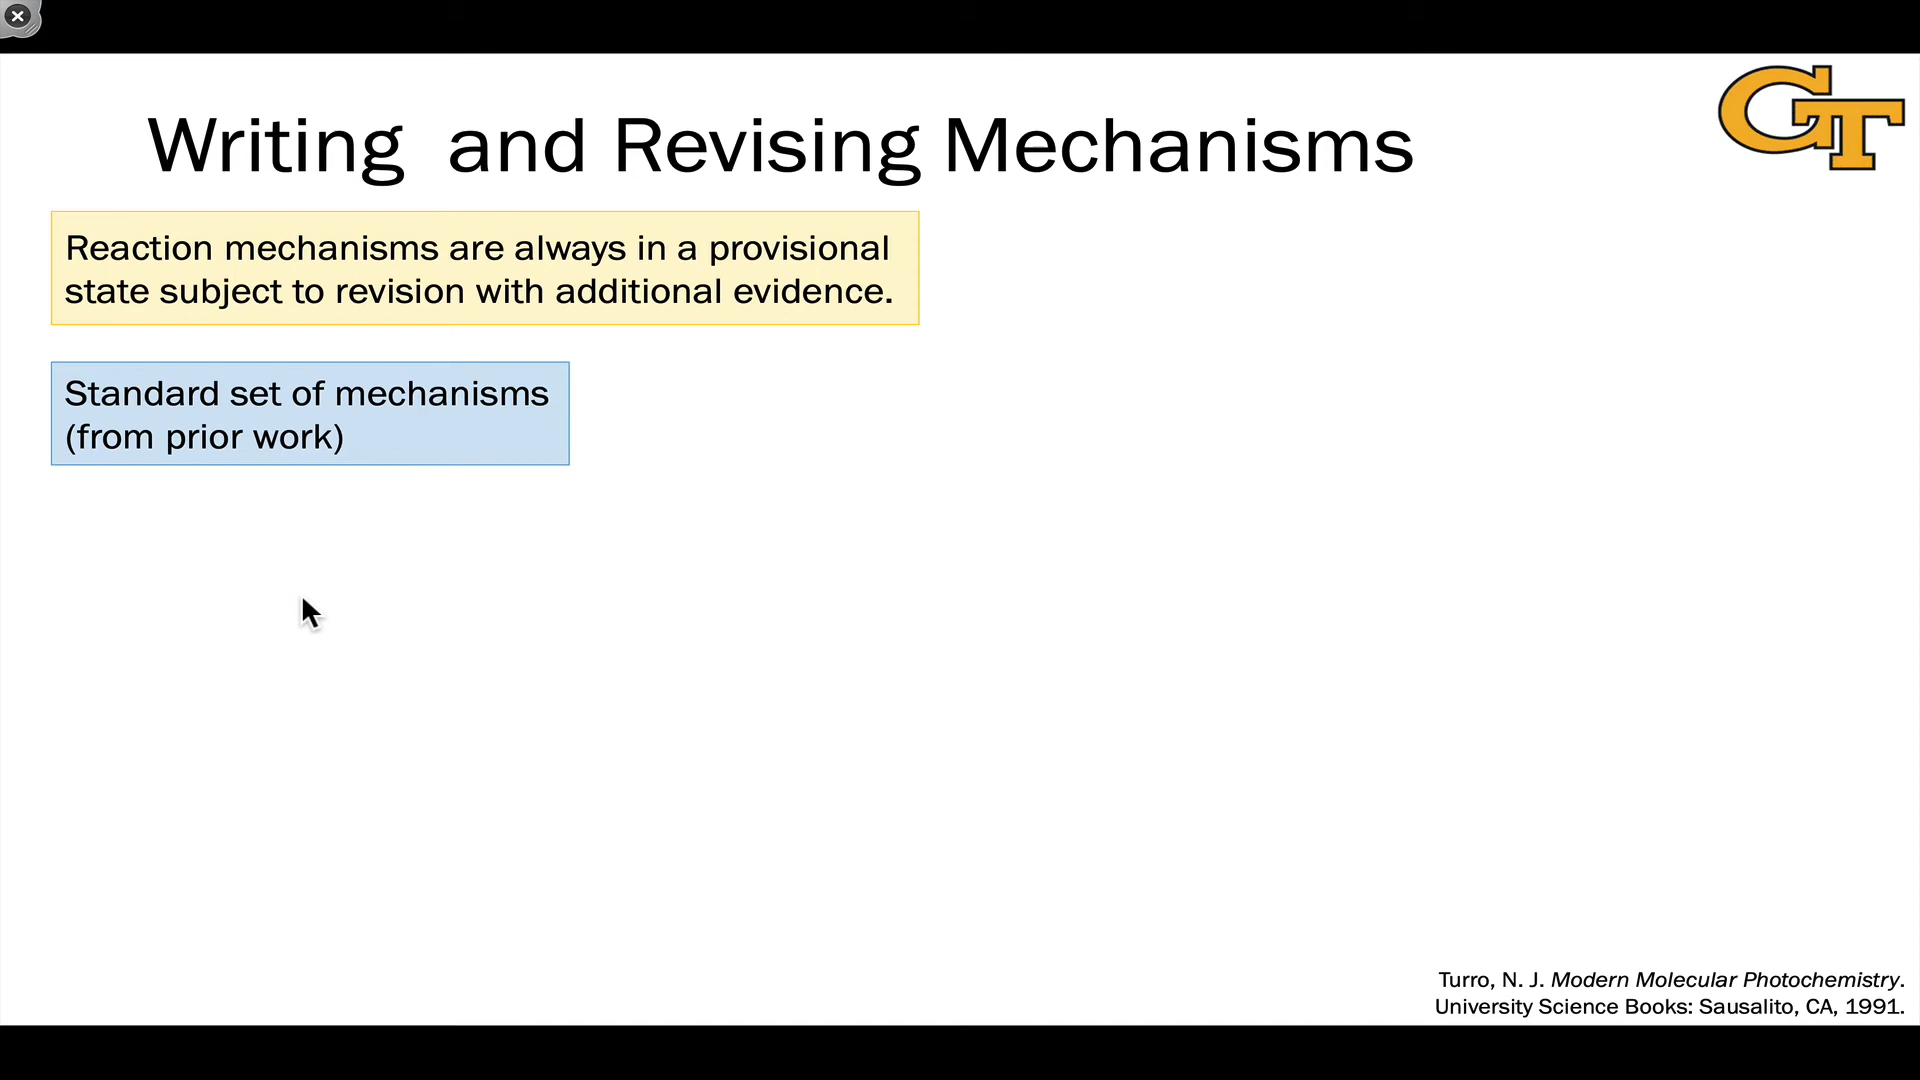 GT
Writing  and Revising Mechanisms
Reaction mechanisms are always in a provisional
state subject to revision with additional evidence.
Standard set of mechanisms
(from prior work)
Turro, N. J. Modern Molecular Photochemistry.
University Science Books: Sausalito, CA, 1991.